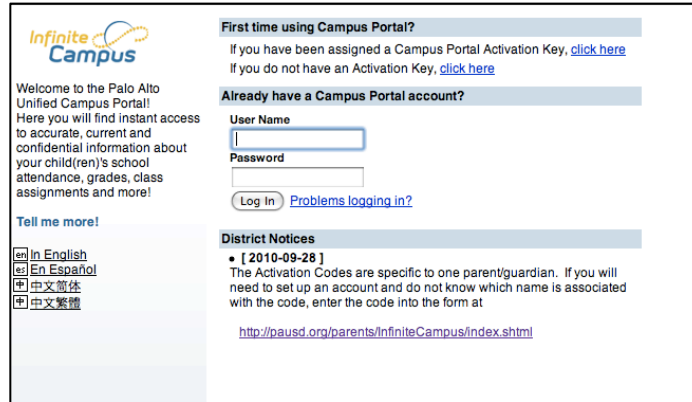 Infinite
Campus
Welcome to the Palo Alto
Unified Campus Portal!
Here you will find instant access
to accurate, current and
confidential information about
your child(ren)'s school
attendance, grades, class
assignments and more!
Tell me more!
en In English
es En Español
中 中文简体
中 中文繁體
First time using Campus Portal?
If you have been assigned a Campus Portal Activation Key, click here
If you do not have an Activation Key, click here
Already have a Campus Portal account?
User Name
Password
Log In Problems logging in?
District Notices
• [ 2010-09-28 ]
The Activation Codes are specific to one parent/guardian. If you will
need to set up an account and do not know which name is associated
with the code, enter the code into the form at
http://pausd.org/parents/InfiniteCampus/index.shtml